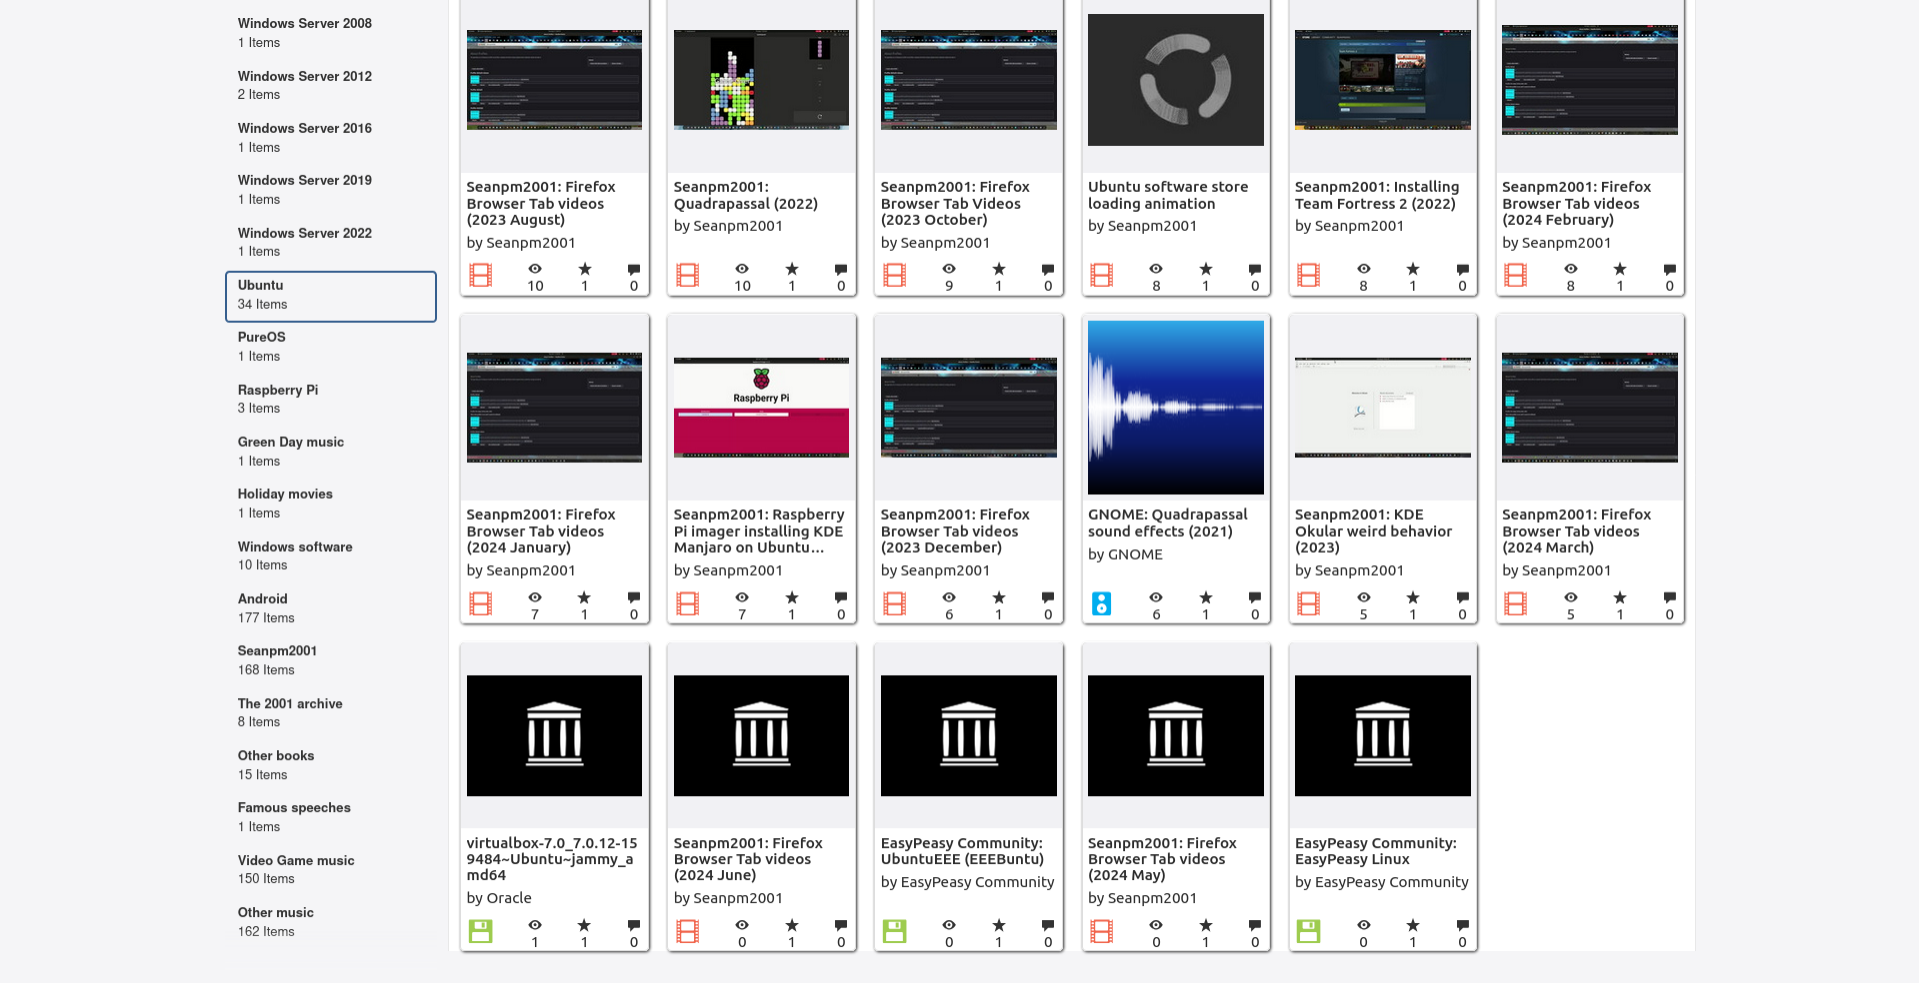 Windows Server 2008
1 Items
Windows Server 2012
2 Items
Windows Server 2016
1 Items
Windows Server 2019
1 Items
Windows Server 2022
1 Items
Ubuntu
34 Items
PureOS
1 Items
Raspberry Pi
3 Items
Green Day music
1 Items
Holiday movies
1 Items
Windows software
10 Items
Android
177 Items
Seanpm2001
168 Items
The 2001 archive
8 Items
Other books
15 Items
Famous speeches
1 Items
Video Game music
150 Items
Other music
162 Items
Seanpm2001: Firefox
Browser Tab videos
(2023 August)
by Seanpm2001
10 1 0
Seanpm2001:
Quadrapassal (2022)
by Seanpm2001
10 1 0
Seanpm2001: Firefox
Browser Tab Videos
(2023 October)
by Seanpm2001
9 1 0
Ubuntu software store
loading animation
by Seanpm2001
8 1 0
Seanpm2001: Installing
Team Fortress 2 (2022)
by Seanpm2001
8 1 0
Seanpm2001: Firefox
Browser Tab videos
(2024 February)
by Seanpm2001
8 1 0
Seanpm2001: Firefox
Browser Tab videos
(2024 January)
by Seanpm2001
7 1 0
Raspberry Pi
Seanpm2001: Raspberry
Pi imager installing KDE
Manjaro on Ubuntu...
by Seanpm2001
7 1 0
Seanpm2001: Firefox
Browser Tab videos
(2023 December)
by Seanpm2001
6 1 0
GNOME: Quadrapassal
sound effects (2021)
by GNOME
6 1 0
Seanpm2001: KDE
Okular weird behavior
(2023)
by Seanpm2001
5 1 0
Seanpm2001: Firefox
Browser Tab videos
(2024 March)
by Seanpm2001
5 1 0
virtualbox-7.0_7.0.12-15
9484~Ubuntu~jammy_a
md64
by Oracle
1 1 0
Seanpm2001: Firefox
Browser Tab videos
(2024 June)
by Seanpm2001
0 1 0
EasyPeasy Community:
UbuntuEEE (EEEBuntu)
by EasyPeasy Community
0 1 0
Seanpm2001: Firefox
Browser Tab videos
(2024 May)
by Seanpm2001
0 1 0
EasyPeasy Community:
EasyPeasy Linux
by EasyPeasy Community
0 1 0